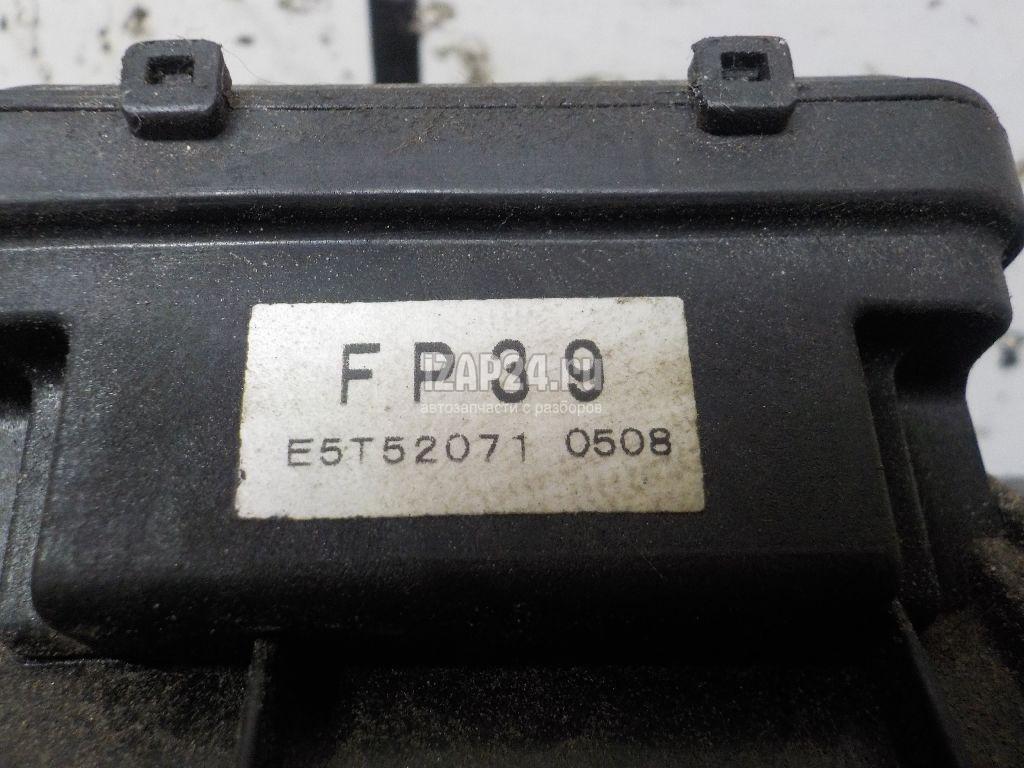 FP39
iZAP24.ru
автозапчасти с разборов
E5T52071 0508